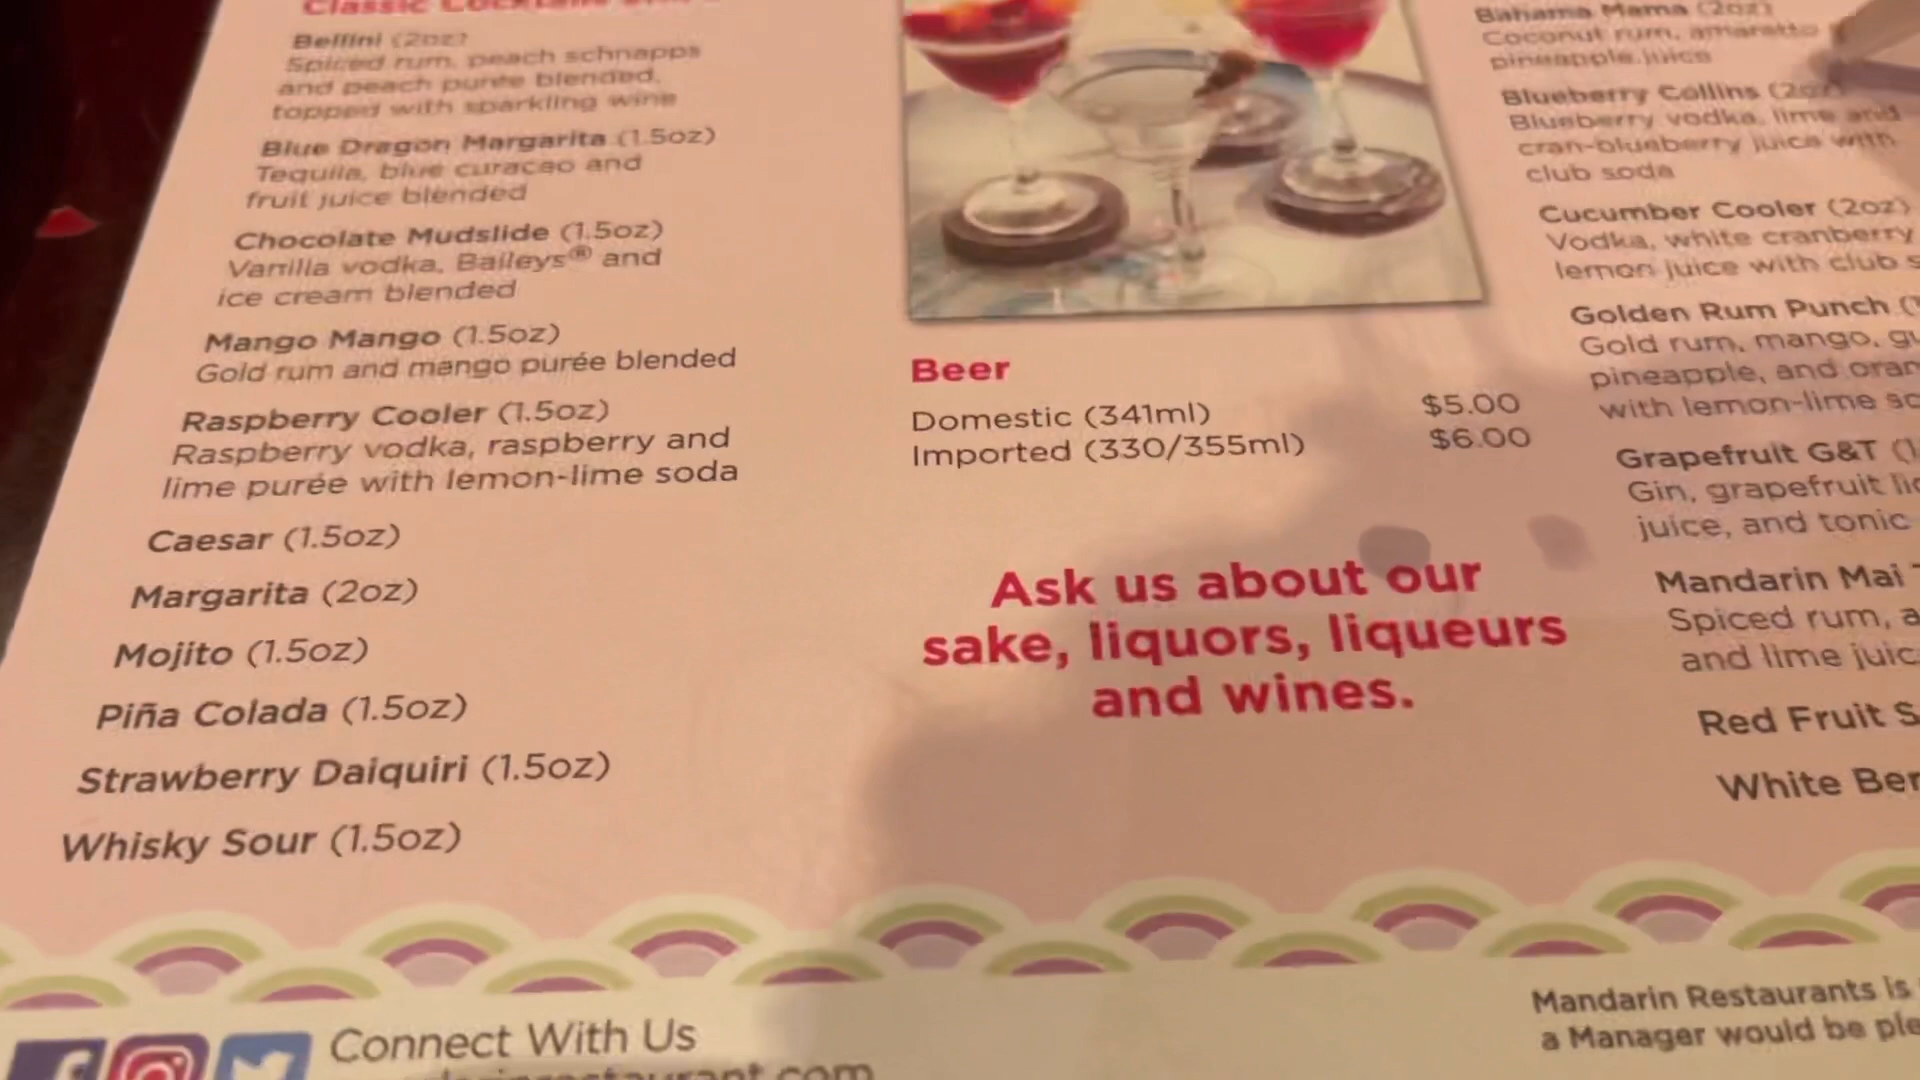 Bellini (2oz)
Spiced rum, peach schnapps
and peach purée blended,
topped with sparkling wine
Blue Dragon Margarita (1.5oz)
Tequila, blue curacao and
fruit juice blended
Chocolate Mudslide (1.5oz)
Vanilla vodka, Baileys® and
ice cream blended
Mango Mango (1.5oz)
Gold rum and mango purée blended
Raspberry Cooler (1.5oz)
Raspberry vodka, raspberry and
lime purée with lemon-lime soda
Caesar (1.5oz)
Margarita (2oz)
Mojito (1.5oz)
Piña Colada (1.5oz)
Strawberry Daiquiri (1.5oz)
Whisky Sour (1.5oz)
Beer
Domestic (341ml) $5.00
Imported (330/355ml) $6.00
Ask us about our
sake, liquors, liqueurs
and wines.
Bahama Mama (2oz)
Coconut rum, amaretto
pineapple juice
Blueberry Collins (2oz)
Blueberry vodka, lime and
cran-blueberry juice with
club soda
Cucumber Cooler (2oz)
Vodka, white cranberry
lemon juice with club
Golden Rum Punch
Gold rum, mango,
pineapple, and
with lemon-lime
Grapefruit G&T
Gin, grapefruit
juice, and tonic
Mandarin Mai
Spiced rum,
and lime
Red Fruit
White
Connect With Us
Mandarin Restaurants is
a Manager would be